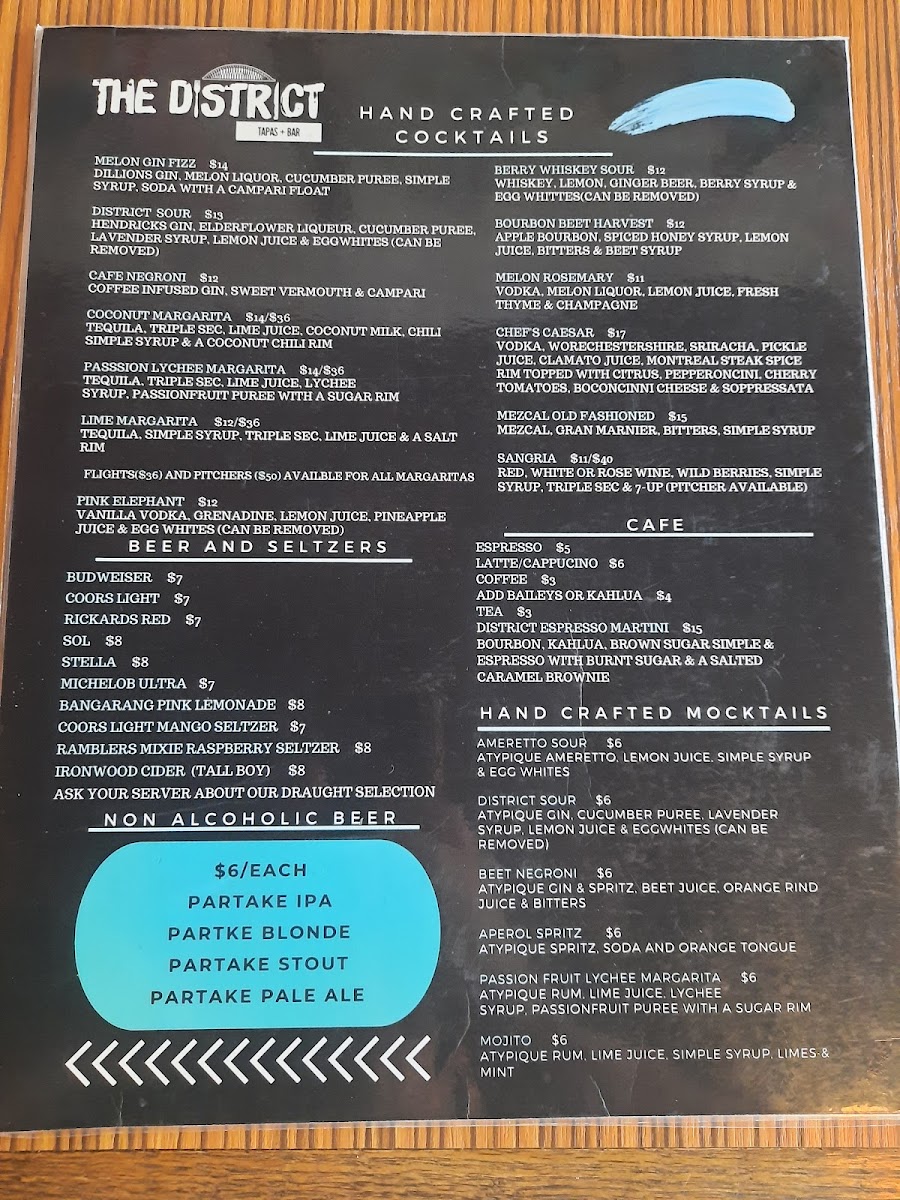 THE DISTRICT
TAPAS + BAR
HAND CRAFTED
COCKTAILS
MELON GIN FIZZ $14
DILLIONS GIN, MELON LIQUOR, CUCUMBER PUREE, SIMPLE
SYRUP, SODA WITH A CAMPARI FLOAT
DISTRICT SOUR $13
HENDRICKS GIN, ELDERFLOWER LIQUEUR, CUCUMBER PUREE,
LAVENDER SYRUP, LEMON JUICE & EGGWHITES (CAN BE
REMOVED)
CAFE NEGRONI $12
COFFEE INFUSED GIN, SWEET VERMOUTH & CAMPARI
COCONUT MARGARITA $14/$36
TEQUILA, TRIPLE SEC, LIME JUICE, COCONUT MILK, CHILI
SIMPLE SYRUP & A COCONUT CHILI RIM
PASSSION LYCHEE MARGARITA $14/$36
TEQUILA, TRIPLE SEC, LIME JUICE, LYCHEE
SYRUP, PASSIONFRUIT PUREE WITH A SUGAR RIM
LIME MARGARITA $12/$36
TEQUILA, SIMPLE SYRUP, TRIPLE SEC, LIME JUICE & A SALT
RIM
FLIGHTS($36) AND PITCHERS ($50) AVAILBLE FOR ALL MARGARITAS
PINK ELEPHANT $12
VANILLA VODKA, GRENADINE, LEMON JUICE, PINEAPPLE
JUICE & EGG WHITES (CAN BE REMOVED)
BEER AND SELTZERS
BUDWEISER $7
COORS LIGHT $7
RICKARDS RED $7
SOL $8
STELLA $8
MICHELOB ULTRA $7
BANGARANG PINK LEMONADE $8
COORS LIGHT MANGO SELTZER $7
RAMBLERS MIXIE RASPBERRY SELTZER $8
IRONWOOD CIDER (TALL BOY) $8
ASK YOUR SERVER ABOUT OUR DRAUGHT SELECTION
NON ALCOHOLIC BEER
$6/EACH
PARTAKE IPA
PARTKE BLONDE
PARTAKE STOUT
PARTAKE PALE ALE
BERRY WHISKEY SOUR $12
WHISKEY, LEMON, GINGER BEER, BERRY SYRUP &
EGG WHITTES(CAN BE REMOVED)
BOURBON BEET HARVEST $12
APPLE BOURBON, SPICED HONEY SYRUP, LEMON
JUICE, BITTERS & BEET SYRUP
MELON ROSEMARY $11
VODKA, MELON LIQUOR, LEMON JUICE, FRESH
THYME & CHAMPAGNE
CHEF'S CAESAR $17
VODKA, WORECHESTERSHIRE, SRIRACHA, PICKLE
JUICE, CLAMATO JUICE, MONTREAL STEAK SPICE
RIM TOPPED WITH CITRUS, PEPPERONCINI, CHERRY
TOMATOES, BOCONCINNI CHEESE & SOPPRESSATA
MEZCAL OLD FASHIONED $15
MEZCAL, GRAN MARNIER, BITTERS, SIMPLE SYRUP
SANGRIA $11/$40
RED, WHITE OR ROSE WINE, WILD BERRIES, SIMPLE
SYRUP, TRIPLE SEC & 7-UP (PITCHER AVAILABLE)
CAFE
ESPRESSO $5
LATTE/CAPPUCINO $6
COFFEE $3
ADD BAILEYS OR KAHLUA $4
TEA $3
DISTRICT ESPRESSO MARTINI $15
BOURBON, KAHLUA, BROWN SUGAR SIMPLE &
ESPRESSO WITH BURNT SUGAR & A SALTED
CARAMEL BROWNIE
HAND CRAFTED MOCKTAILS
AMERETTO SOUR $6
ATYPIQUE AMERETTO, LEMON JUICE, SIMPLE SYRUP
& EGG WHITES
DISTRICT SOUR $6
ATYPIQUE GIN, CUCUMBER PUREE, LAVENDER
SYRUP, LEMON JUICE & EGGWHITES (CAN BE
REMOVED)
BEET NEGRONI $6
ATYPIQUE GIN & SPRITZ, BEET JUICE, ORANGE RIND
JUICE & BITTERS
APEROL SPRITZ $6
ATYPIQUE SPRITZ, SODA AND ORANGE TONGUE
PASSION FRUIT LYCHEE MARGARITA $6
ATYPIQUE RUM, LIME JUICE, LYCHEE
SYRUP, PASSIONFRUIT PUREE WITH A SUGAR RIM
MOJITO $6
ATYPIQUE RUM, LIME JUICE, SIMPLE SYRUP, LIMES &
MINT